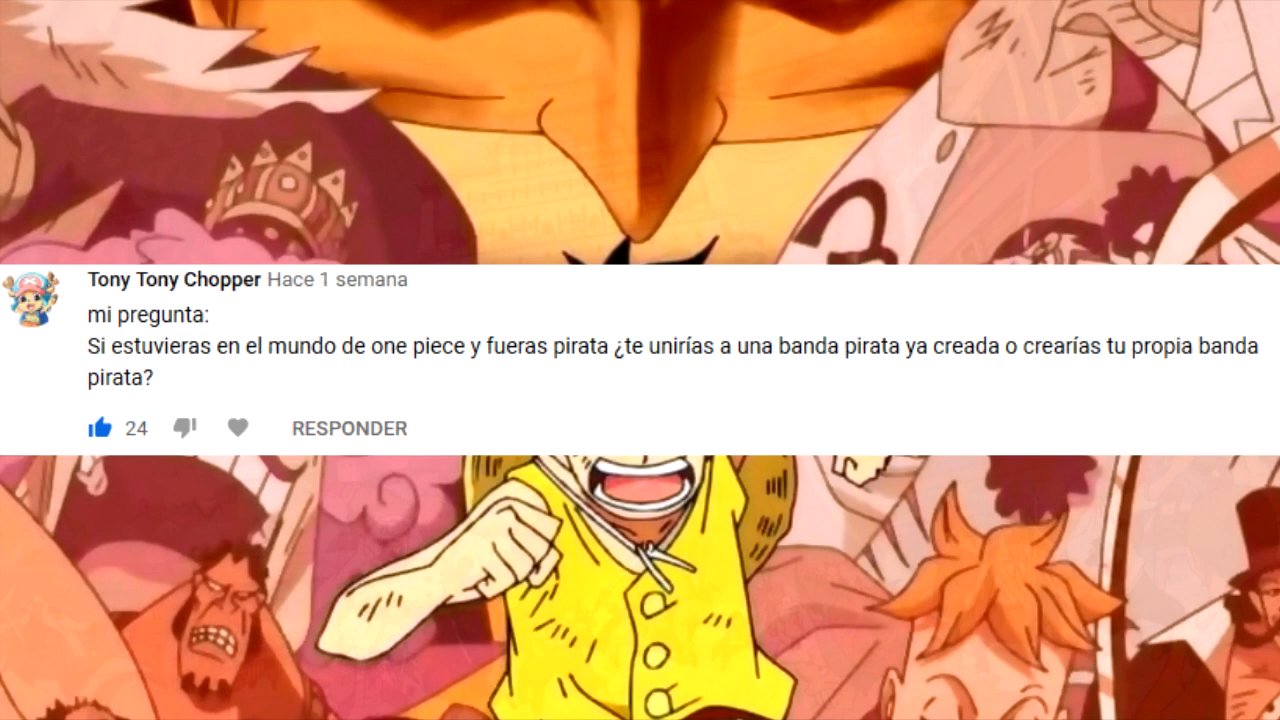 Tony Tony Chopper Hace 1 semana
mi pregunta:
Si estuvieras en el mundo de one piece y fueras pirata ¿te unirías a una banda pirata ya creada o crearías tu propia banda
pirata?
24 RESPONDER